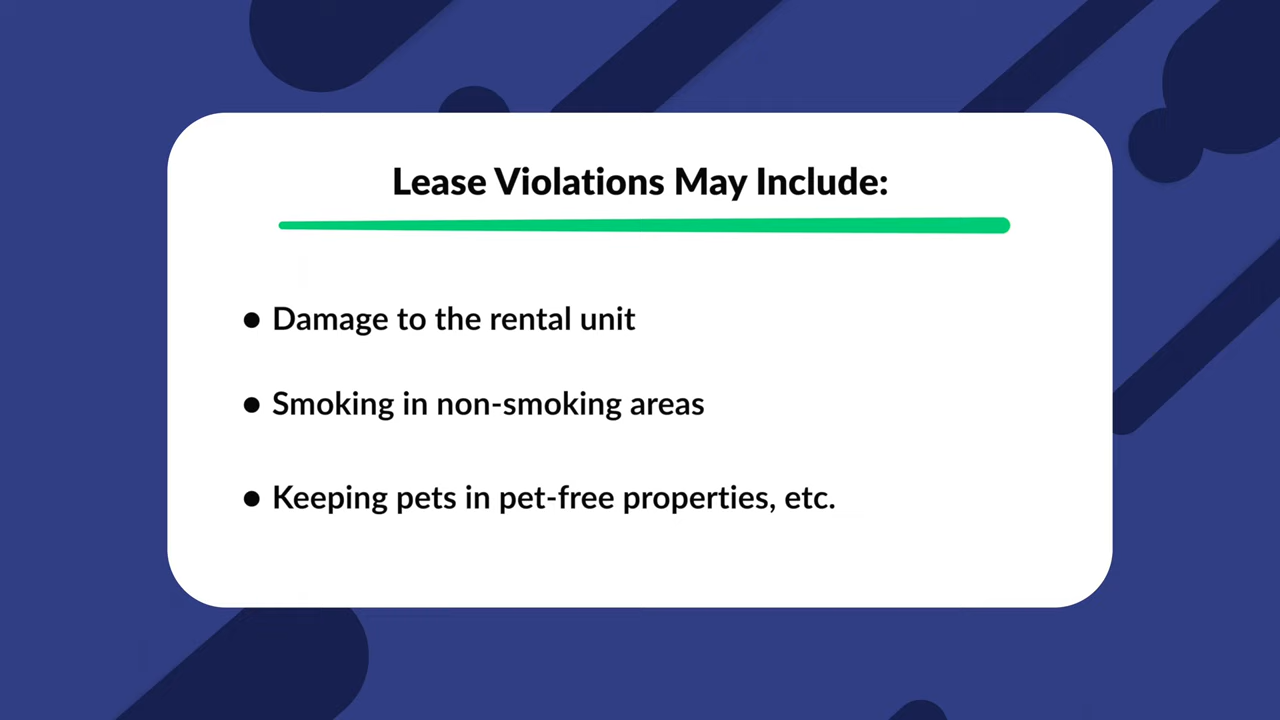 Lease Violations May Include:
● Damage to the rental unit
● Smoking in non-smoking areas
● Keeping pets in pet-free properties, etc.